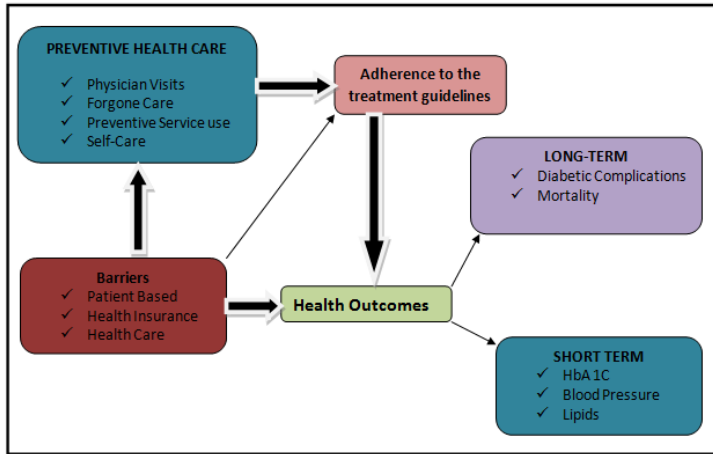 PREVENTIVE HEALTH CARE
✓ Physician Visits
✓ Forgone Care
✓ Preventive Service use
✓ Self-Care
Adherence to the
treatment guidelines
LONG-TERM
✓ Diabetic Complications
✓ Mortality
Barriers
✓ Patient Based
✓ Health Insurance
✓ Health Care
Health Outcomes
SHORT TERM
✓ HbA 1C
✓ Blood Pressure
✓ Lipids